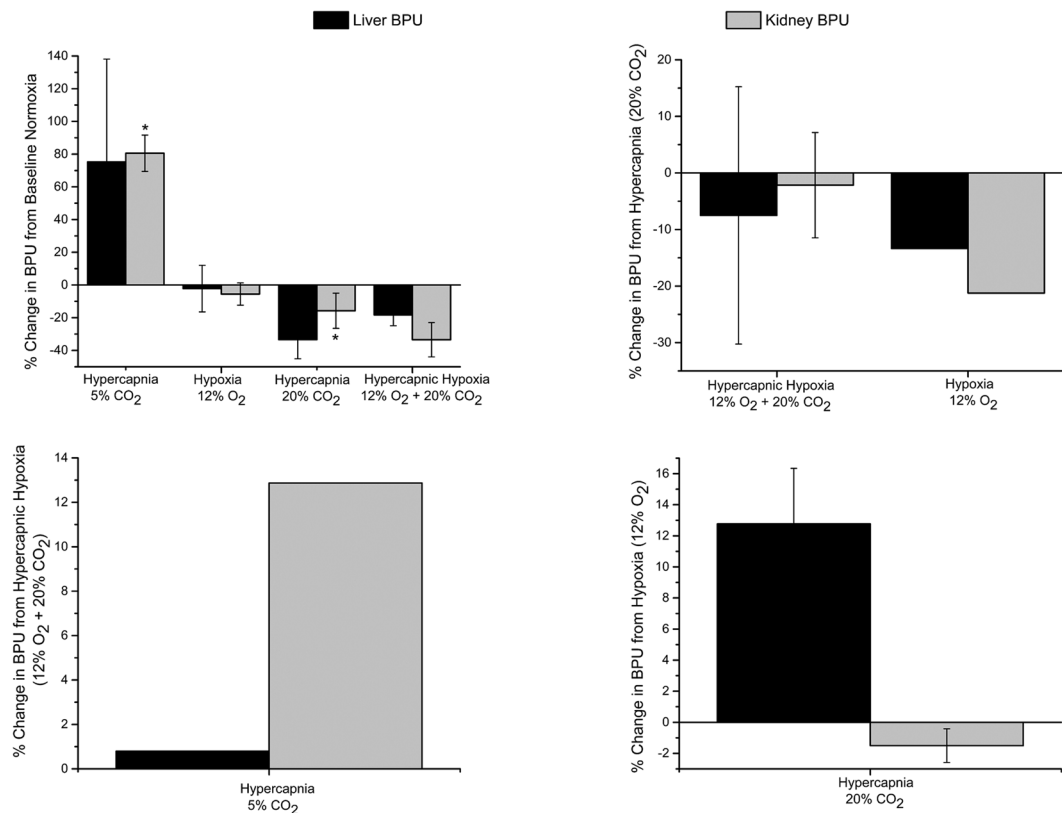 Liver BPU
Kidney BPU
% Change in BPU from Baseline Normoxia
140
120
100
80
60
40
20
0
-20
-40
*
*
Hypercapnia
5% CO2
Hypoxia
12% O2
Hypercapnia
20% CO2
Hypercapnic Hypoxia
12% O2 + 20% CO2
% Change in BPU from Hypercapnia (20% CO2)
20
10
0
-10
-20
-30
Hypercapnic Hypoxia
12% O2 + 20% CO2
Hypoxia
12% O2
% Change in BPU from Hypercapnic Hypoxia
(12% O2 + 20% CO2)
14
12
10
8
6
4
2
0
Hypercapnia
5% CO2
% Change in BPU from Hypoxia (12% O2)
16
14
12
10
8
6
4
2
0
-2
Hypercapnia
20% CO2